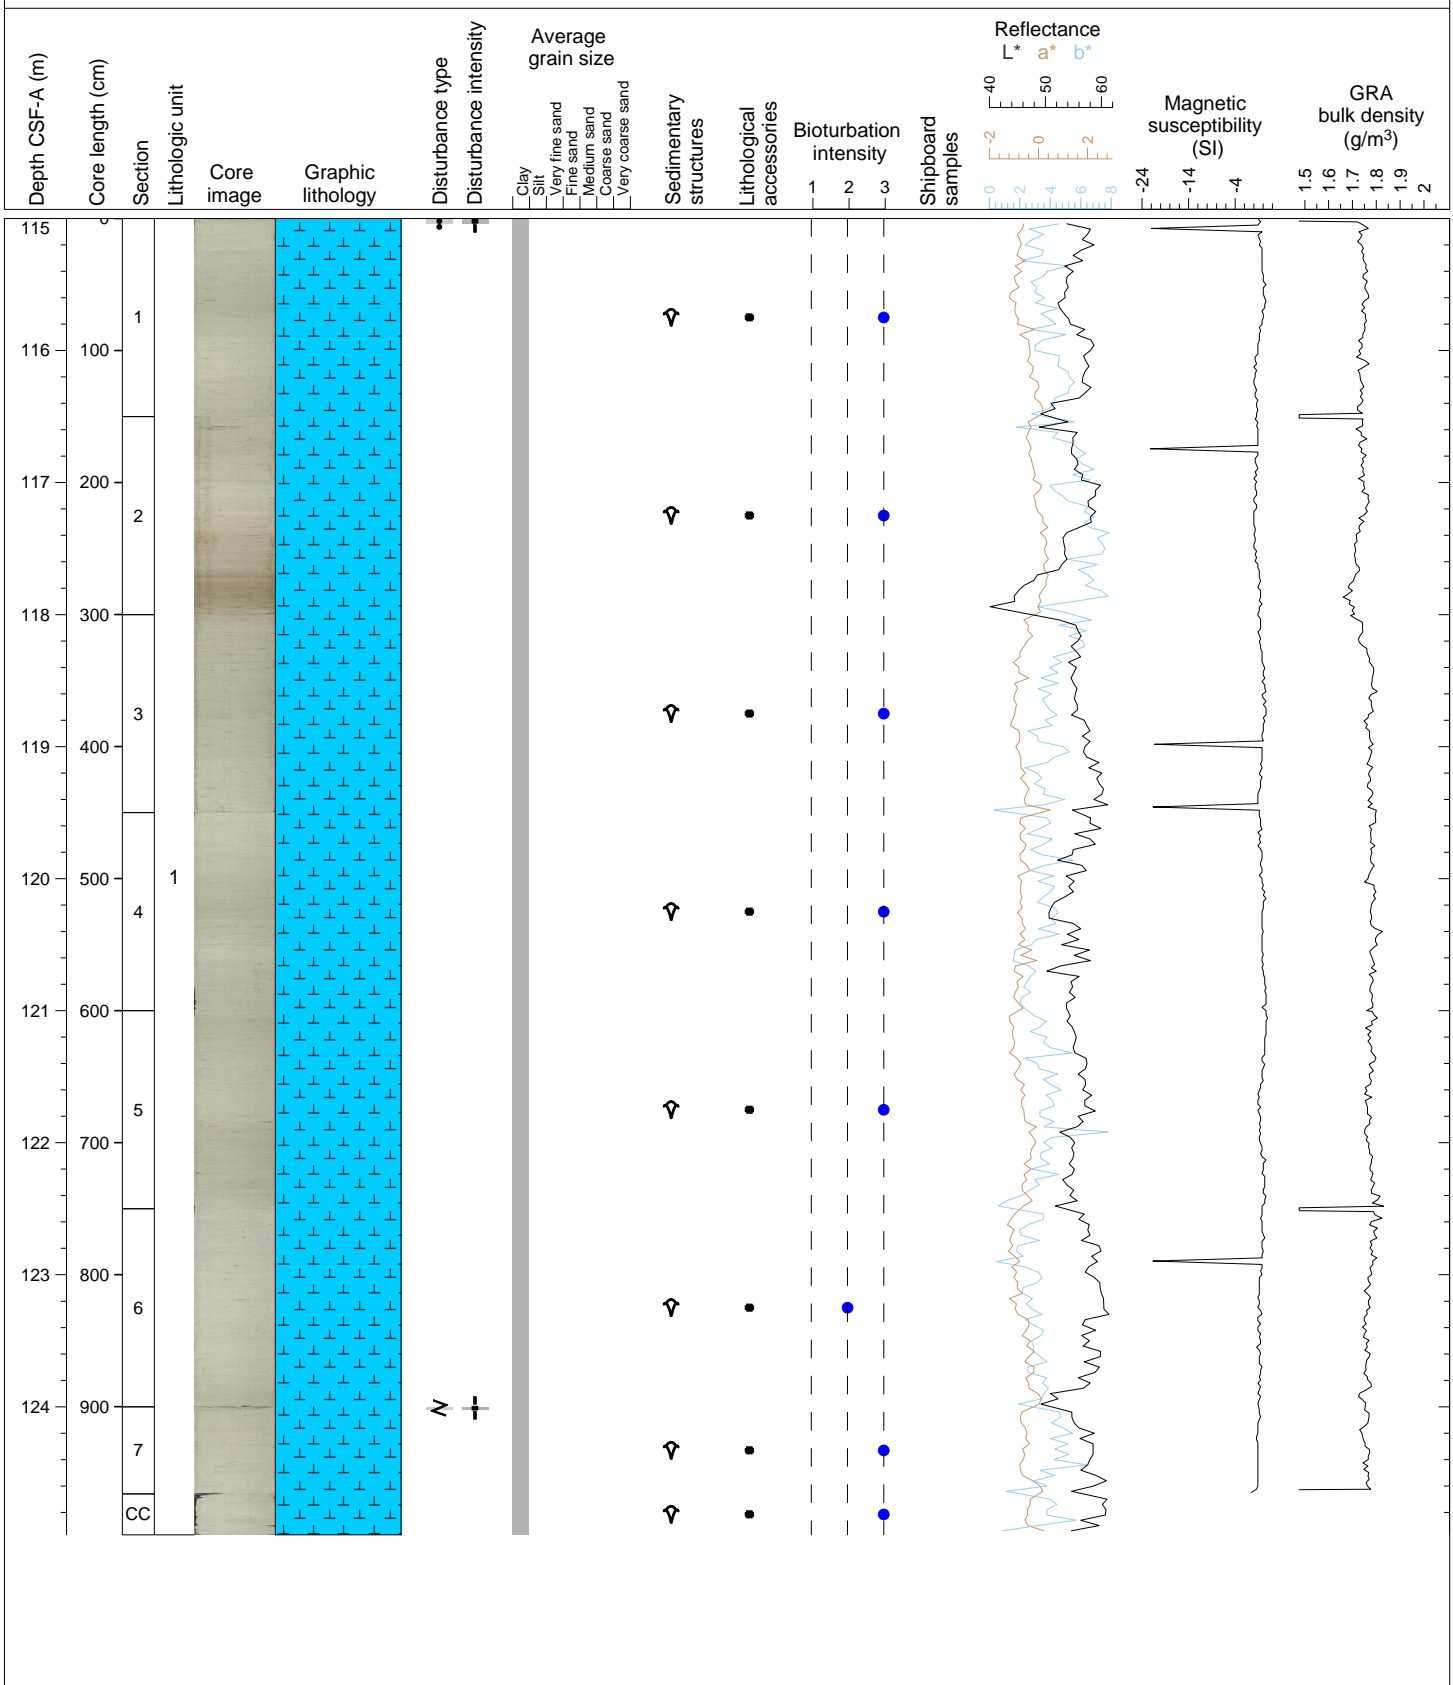 Depth CSF-A (m)
Core length (cm)
Section
Lithologic unit
Core
image
Graphic
lithology
Disturbance type
Disturbance intensity
Average
grain size
Clay
Silt
Very fine sand
Fine sand
Medium sand
Coarse sand
Very coarse sand
Sedimentary
structures
Lithological
accessories
Bioturbation
intensity
1 2 3
Shipboard
samples
Reflectance
L* a* b*
40 50 60
-2 0 2
0 2 4 6 8
Magnetic
susceptibility
(SI)
-24 -14 -4
GRA
bulk density
(g/m3)
1.5 1.6 1.7 1.8 1.9 2
115 0
1
116 100
117 200
2
118 300
3
119 400
120 500 1
4
121 600
5
122 700
123 800
6
124 900
7
CC